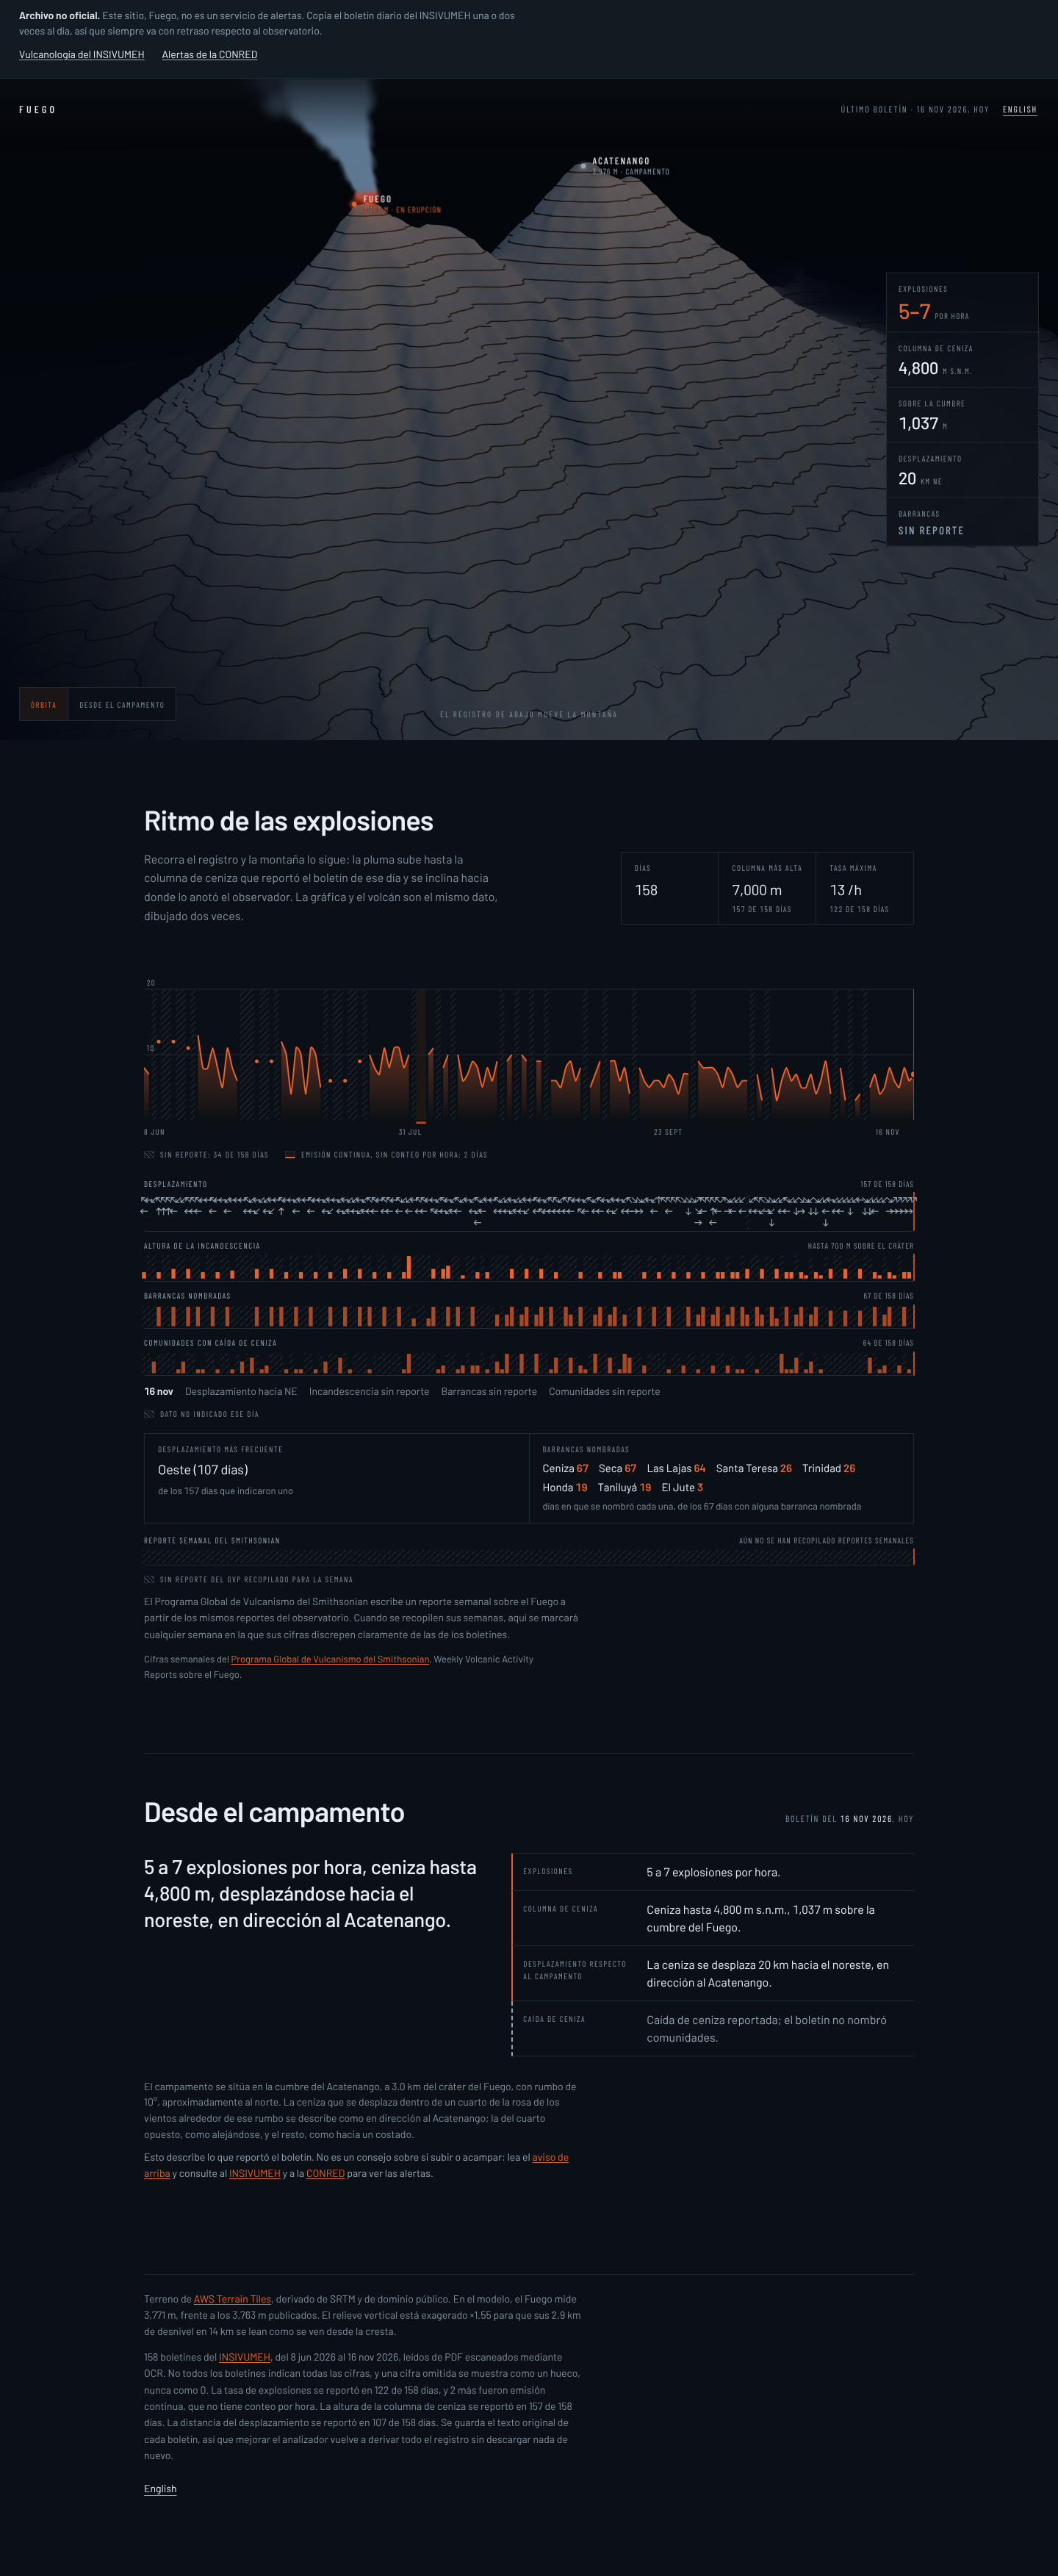 Archivo no oficial. Este sitio, Fuego, no es un servicio de alertas. Copia el boletín diario del INSIVUMEH una o dos
veces al día, así que siempre va con retraso respecto al observatorio.
Vulcanología del INSIVUMEH Alertas de la CONRED
FUEGO
ÚLTIMO BOLETÍN · 16 NOV 2026, HOY ENGLISH
ACATENANGO
3,976 M · CAMPAMENTO
FUEGO
M · EN ERUPCIÓN
EXPLOSIONES
5–7 POR HORA
COLUMNA DE CENIZA
4,800 M S.N.M.
SOBRE LA CUMBRE
1,037 M
DESPLAZAMIENTO
20 KM NE
BARRANCAS
SIN REPORTE
ÓRBITA DESDE EL CAMPAMENTO
EL REGISTRO DE ABAJO MUEVE LA MONTAÑA
Ritmo de las explosiones
Recorra el registro y la montaña lo sigue: la pluma sube hasta la
columna de ceniza que reportó el boletín de ese día y se inclina hacia
donde lo anotó el observador. La gráfica y el volcán son el mismo dato,
dibujado dos veces.
DÍAS
158
COLUMNA MÁS ALTA
7,000 m
157 DE 158 DÍAS
TASA MÁXIMA
13 /h
122 DE 158 DÍAS
20
10
8 JUN 31 JUL 23 SEPT 16 NOV
SIN REPORTE: 34 DE 158 DÍAS EMISIÓN CONTINUA, SIN CONTEO POR HORA: 2 DÍAS
DESPLAZAMIENTO 157 DE 158 DÍAS
ALTURA DE LA INCANDESCENCIA HASTA 700 M SOBRE EL CRÁTER
BARRANCAS NOMBRADAS 67 DE 158 DÍAS
COMUNIDADES CON CAÍDA DE CENIZA 64 DE 158 DÍAS
16 nov Desplazamiento hacia NE Incandescencia sin reporte Barrancas sin reporte Comunidades sin reporte
DATO NO INDICADO ESE DÍA
DESPLAZAMIENTO MÁS FRECUENTE
Oeste (107 días)
de los 157 días que indicaron uno
BARRANCAS NOMBRADAS
Ceniza 67 Seca 67 Las Lajas 64 Santa Teresa 26 Trinidad 26
Honda 19 Taniluyá 19 El Jute 3
días en que se nombró cada una, de los 67 días con alguna barranca nombrada
REPORTE SEMANAL DEL SMITHSONIAN AÚN NO SE HAN RECOPILADO REPORTES SEMANALES
SIN REPORTE DEL GVP RECOPILADO PARA LA SEMANA
El Programa Global de Vulcanismo del Smithsonian escribe un reporte semanal sobre el Fuego a
partir de los mismos reportes del observatorio. Cuando se recopilen sus semanas, aquí se marcará
cualquier semana en la que sus cifras discrepen claramente de las de los boletines.
Cifras semanales del Programa Global de Vulcanismo del Smithsonian, Weekly Volcanic Activity
Reports sobre el Fuego.
Desde el campamento
BOLETÍN DEL 16 NOV 2026, HOY
5 a 7 explosiones por hora, ceniza hasta
4,800 m, desplazándose hacia el
noreste, en dirección al Acatenango.
EXPLOSIONES
5 a 7 explosiones por hora.
COLUMNA DE CENIZA
Ceniza hasta 4,800 m s.n.m., 1,037 m sobre la
cumbre del Fuego.
DESPLAZAMIENTO RESPECTO
AL CAMPAMENTO
La ceniza se desplaza 20 km hacia el noreste, en
dirección al Acatenango.
CAÍDA DE CENIZA
Caída de ceniza reportada; el boletín no nombró
comunidades.
El campamento se sitúa en la cumbre del Acatenango, a 3.0 km del cráter del Fuego, con rumbo de
10°, aproximadamente al norte. La ceniza que se desplaza dentro de un cuarto de la rosa de los
vientos alrededor de ese rumbo se describe como en dirección al Acatenango; la del cuarto
opuesto, como alejándose, y el resto, como hacia un costado.
Esto describe lo que reportó el boletín. No es un consejo sobre si subir o acampar: lea el aviso de
arriba y consulte al INSIVUMEH y a la CONRED para ver las alertas.
Terreno de AWS Terrain Tiles, derivado de SRTM y de dominio público. En el modelo, el Fuego mide
3,771 m, frente a los 3,763 m publicados. El relieve vertical está exagerado ×1.55 para que sus 2.9 km
de desnivel en 14 km se lean como se ven desde la cresta.
158 boletines del INSIVUMEH, del 8 jun 2026 al 16 nov 2026, leídos de PDF escaneados mediante
OCR. No todos los boletines indican todas las cifras, y una cifra omitida se muestra como un hueco,
nunca como 0. La tasa de explosiones se reportó en 122 de 158 días, y 2 más fueron emisión
continua, que no tiene conteo por hora. La altura de la columna de ceniza se reportó en 157 de 158
días. La distancia del desplazamiento se reportó en 107 de 158 días. Se guarda el texto original de
cada boletín, así que mejorar el analizador vuelve a derivar todo el registro sin descargar nada de
nuevo.
English